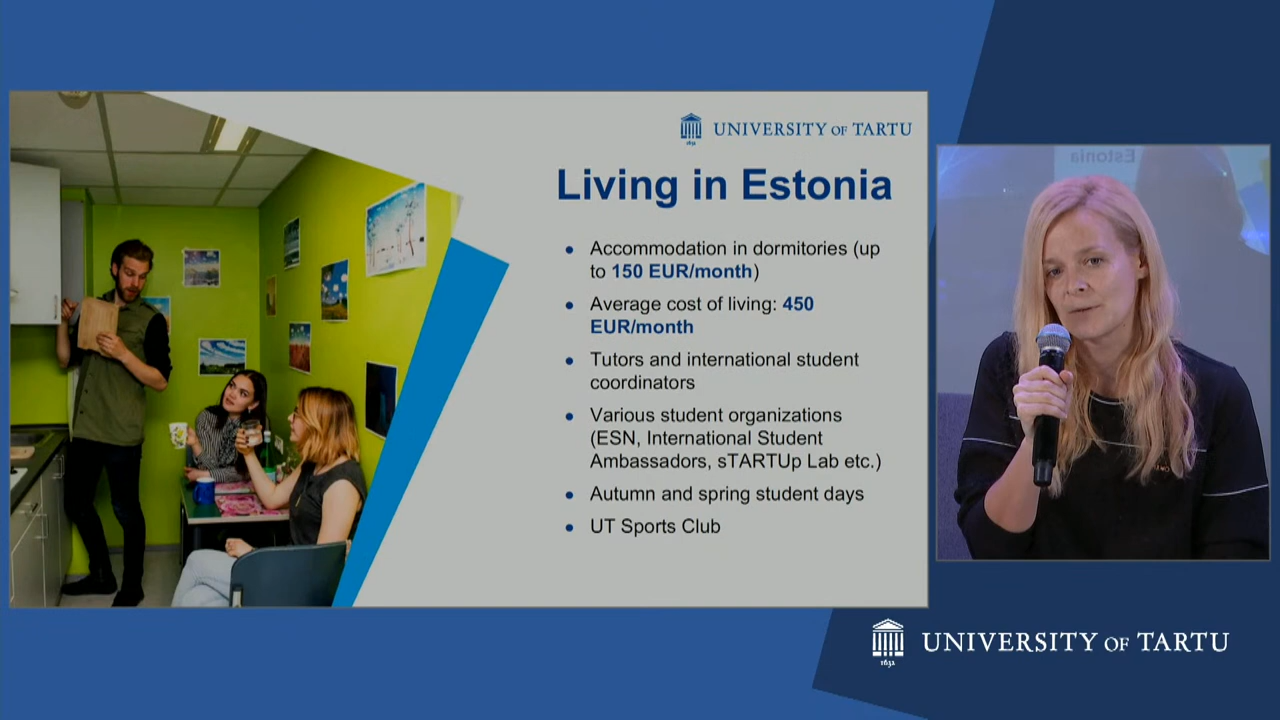 UNIVERSITY OF TARTU
1632
Living in Estonia
Accommodation in dormitories (up
to 150 EUR/month)
Average cost of living: 450
EUR/month
Tutors and international student
coordinators
Various student organizations
(ESN, International Student
Ambassadors, sTARTUp Lab etc.)
Autumn and spring student days
UT Sports Club
Estonia
UNIVERSITY OF TARTU
1632